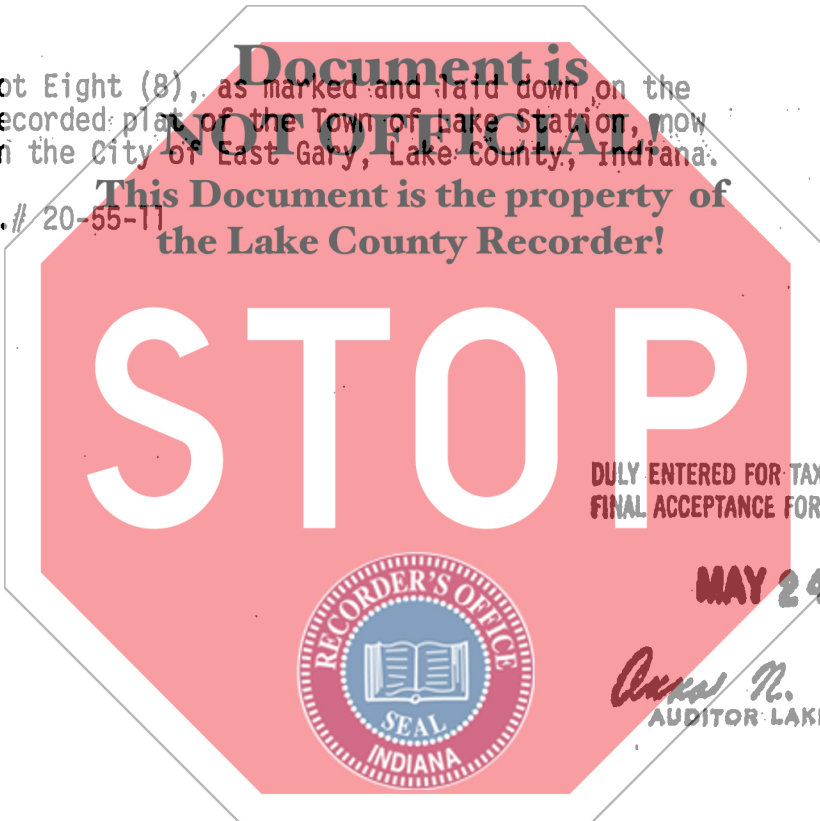 Document is
ot Eight (8), as marked and laid down on the
ecorded plat of the Town of Lake Station, now
NOT OFFICIAL!
n the City of East Gary, Lake County, Indiana.
This Document is the property of
.# 20-55-11
the Lake County Recorder!
STOP
DULY ENTERED FOR TAX
FINAL ACCEPTANCE FOR
MAY 24
RECORDER'S OFFICE
SEAL
INDIANA
N.
AUDITOR LAKE